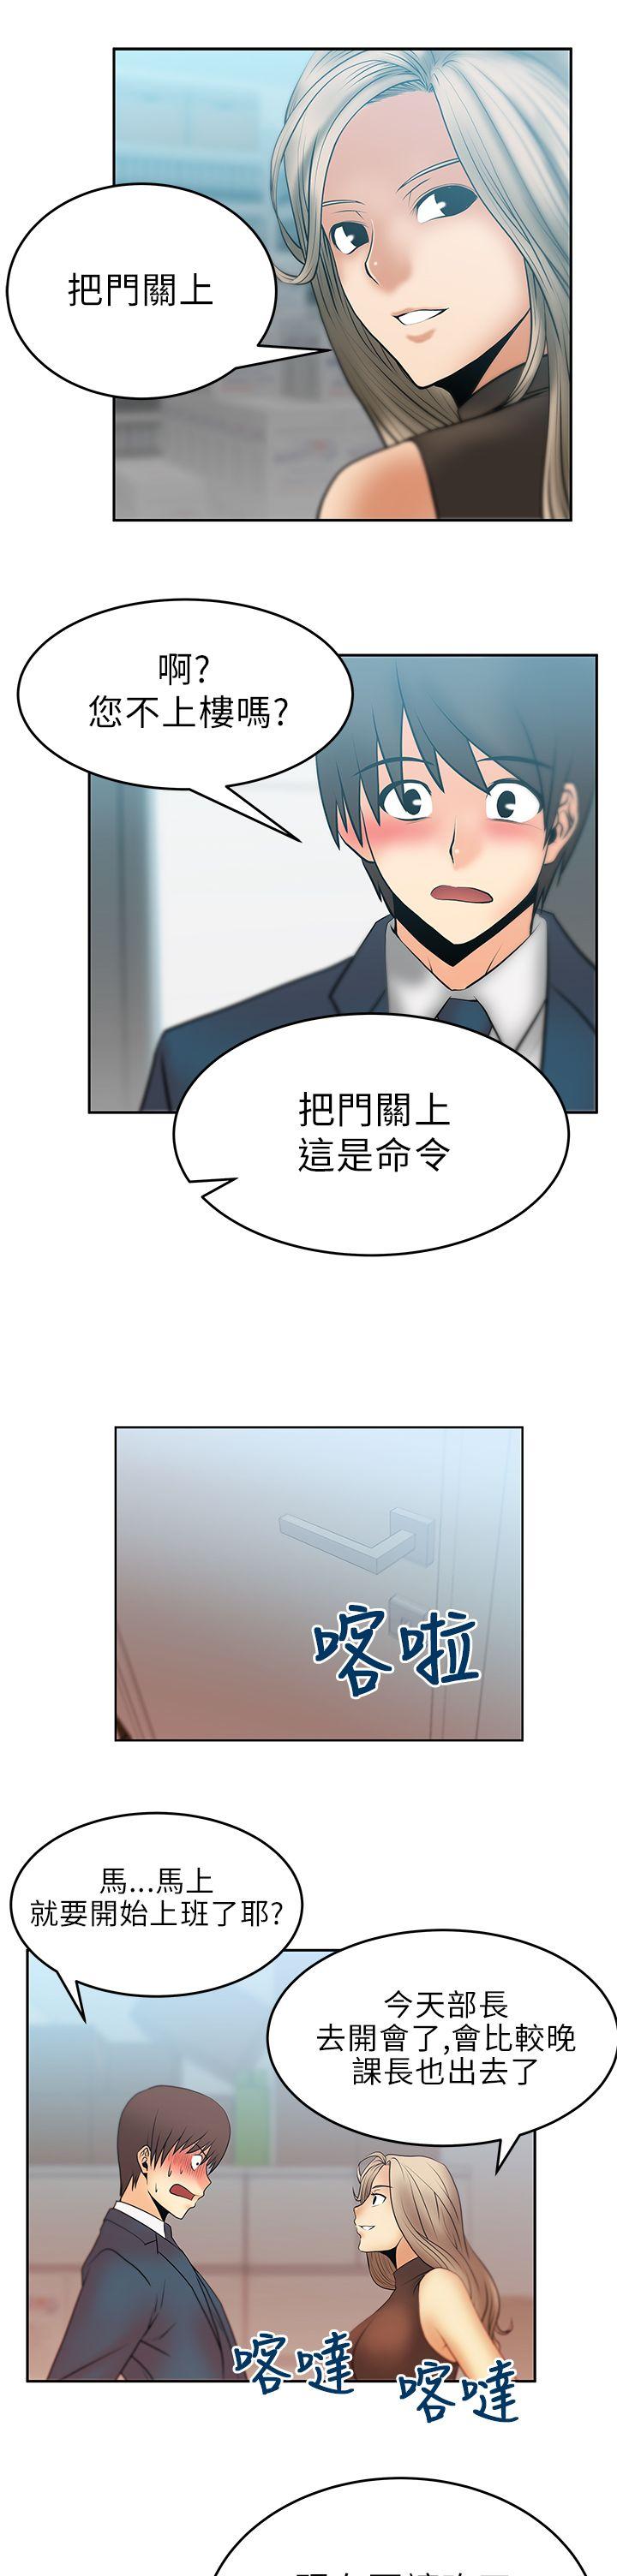 把門關上
啊?
您不上樓嗎?
把門關上
這是命令
喀啦
馬...馬上
就要開始上班了耶?
今天部長
去開會了,會比較晚
課長也出去了
喀噠
喀噠